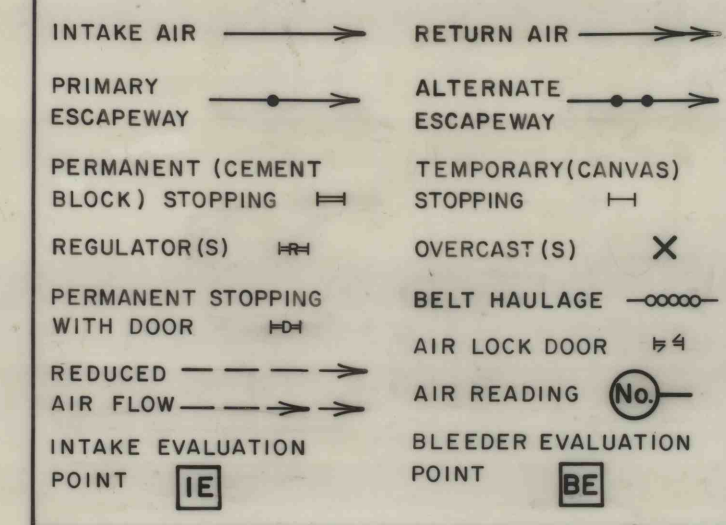 INTAKE AIR
RETURN AIR
PRIMARY
ESCAPEWAY
ALTERNATE
ESCAPEWAY
PERMANENT (CEMENT
BLOCK) STOPPING
TEMPORARY(CANVAS)
STOPPING
REGULATOR(S) R
OVERCAST(S)
PERMANENT STOPPING
WITH DOOR D
BELT HAULAGE
AIR LOCK DOOR
REDUCED
AIR FLOW
AIR READING No.
INTAKE EVALUATION
POINT IE
BLEEDER EVALUATION
POINT BE